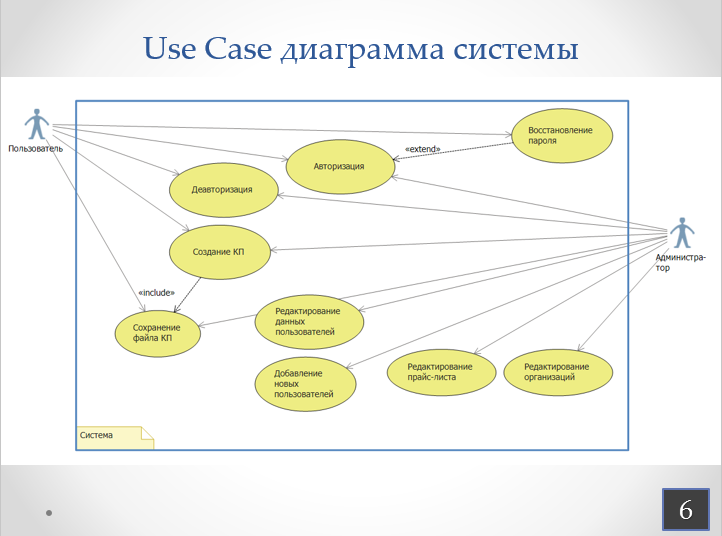 Use Case диаграмма системы
Пользователь
Восстановление
пароля
«extend»
Авторизация
Деавторизация
Создание КП
Администра-
тор
«include»
Сохранение
файла КП
Редактирование
данных
пользователей
Добавление
новых
пользователей
Редактирование
прайс-листа
Редактирование
организаций
Система
6